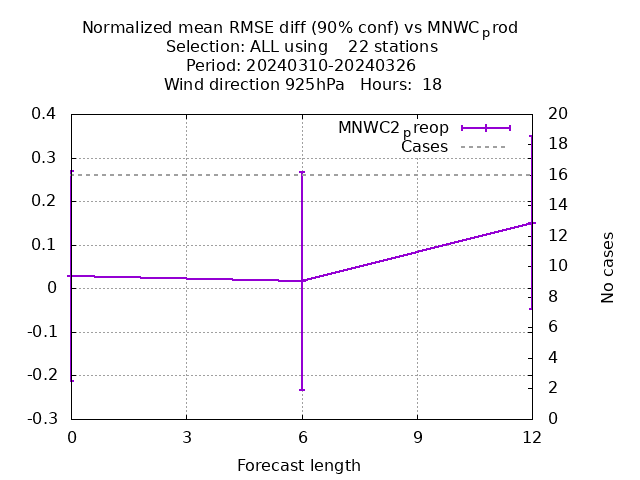 Normalized mean RMSE diff (90% conf) vs MNWCprod
Selection: ALL using    22 stations
Period: 20240310-20240326
Wind direction 925hPa   Hours:  18
MNWC2preop
Cases
0.4
0.3
0.2
0.1
0
-0.1
-0.2
-0.3
20
18
16
14
12
10
8
6
4
2
0
No cases
0 3 6 9 12
Forecast length